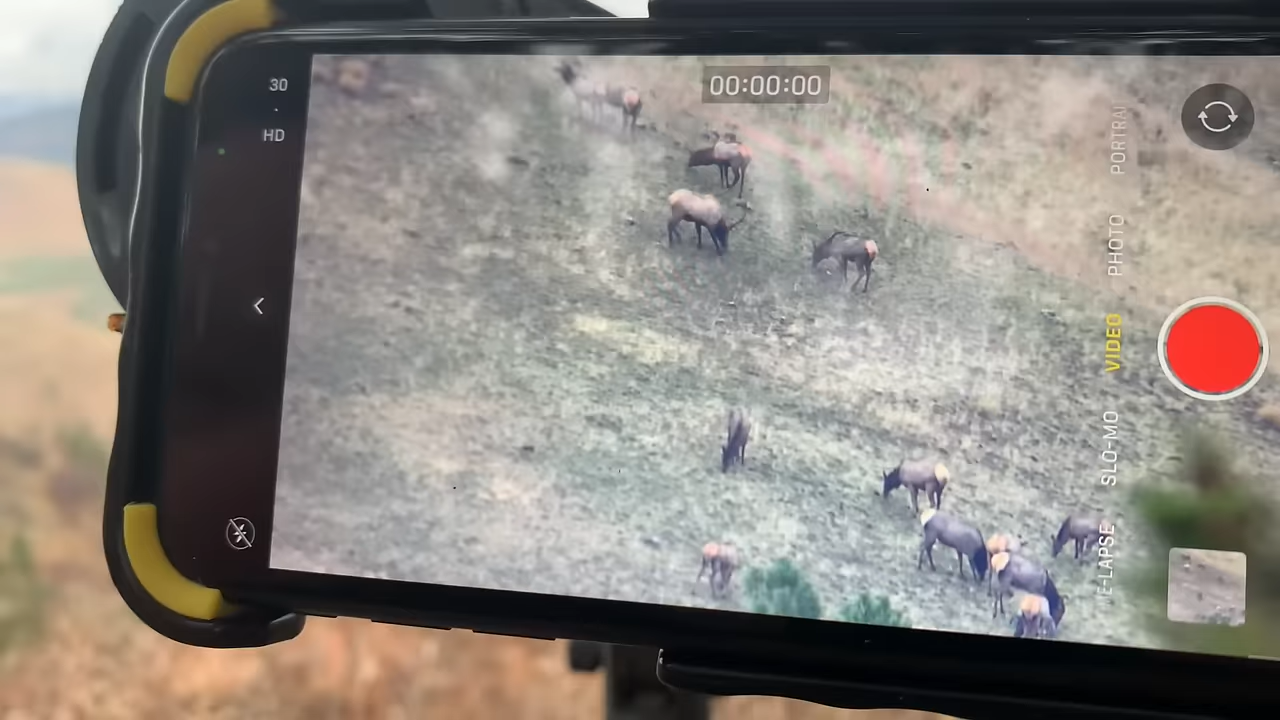 30
HD
00:00:00
PORTRAI
PHOTO
VIDEO
SLO-MO
E-LAPSE